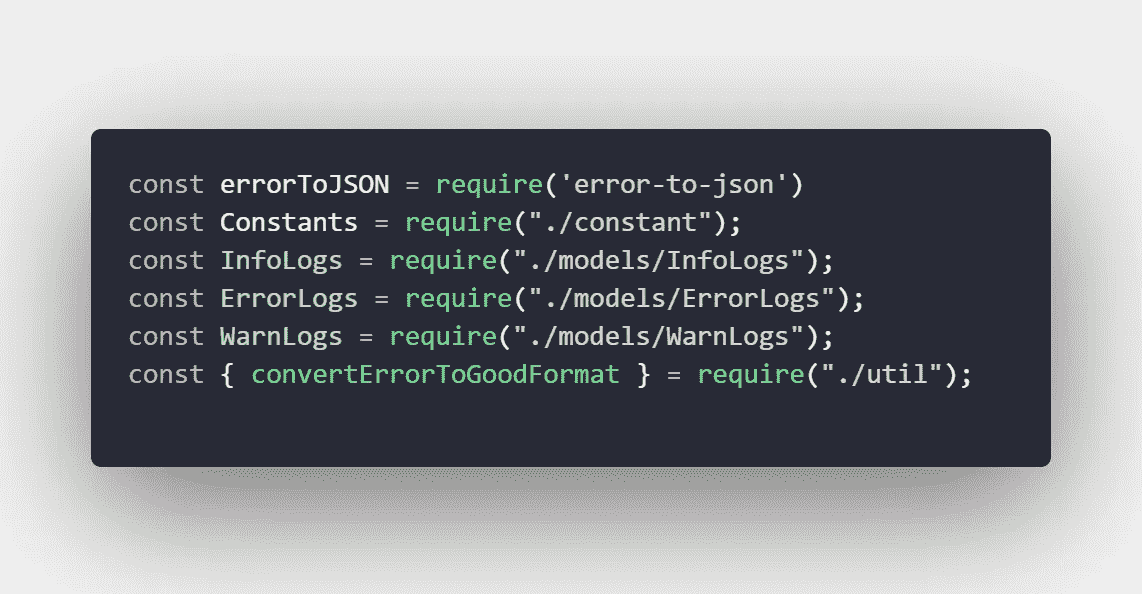 const errorToJSON = require('error-to-json')
const Constants = require("./constant");
const InfoLogs = require("./models/InfoLogs");
const ErrorLogs = require("./models/ErrorLogs");
const WarnLogs = require("./models/WarnLogs");
const { convertErrorToGoodFormat } = require("./util");